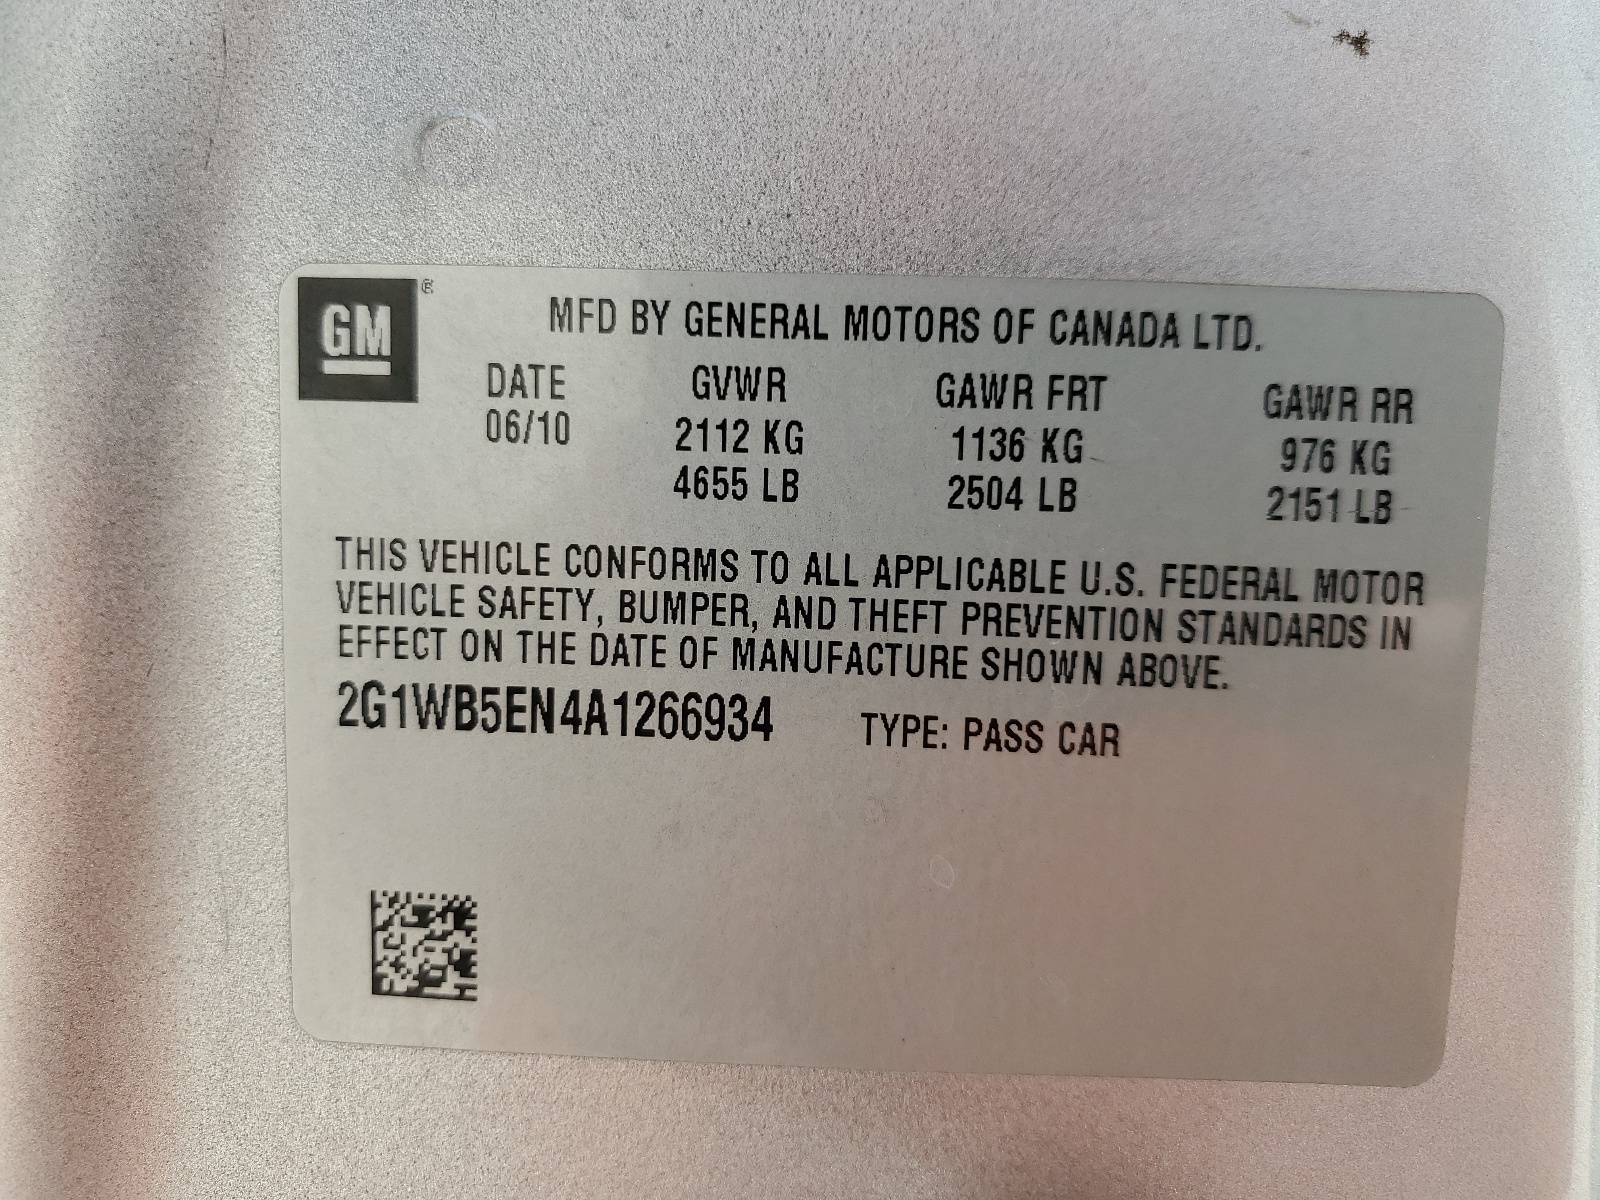 GM ®
MFD BY GENERAL MOTORS OF CANADA LTD.
DATE GVWR GAWR FRT GAWR RR
06/10 2112 KG 1136 KG 976 KG
4655 LB 2504 LB 2151 LB
THIS VEHICLE CONFORMS TO ALL APPLICABLE U.S. FEDERAL MOTOR
VEHICLE SAFETY, BUMPER, AND THEFT PREVENTION STANDARDS IN
EFFECT ON THE DATE OF MANUFACTURE SHOWN ABOVE.
2G1WB5EN4A1266934 TYPE: PASS CAR